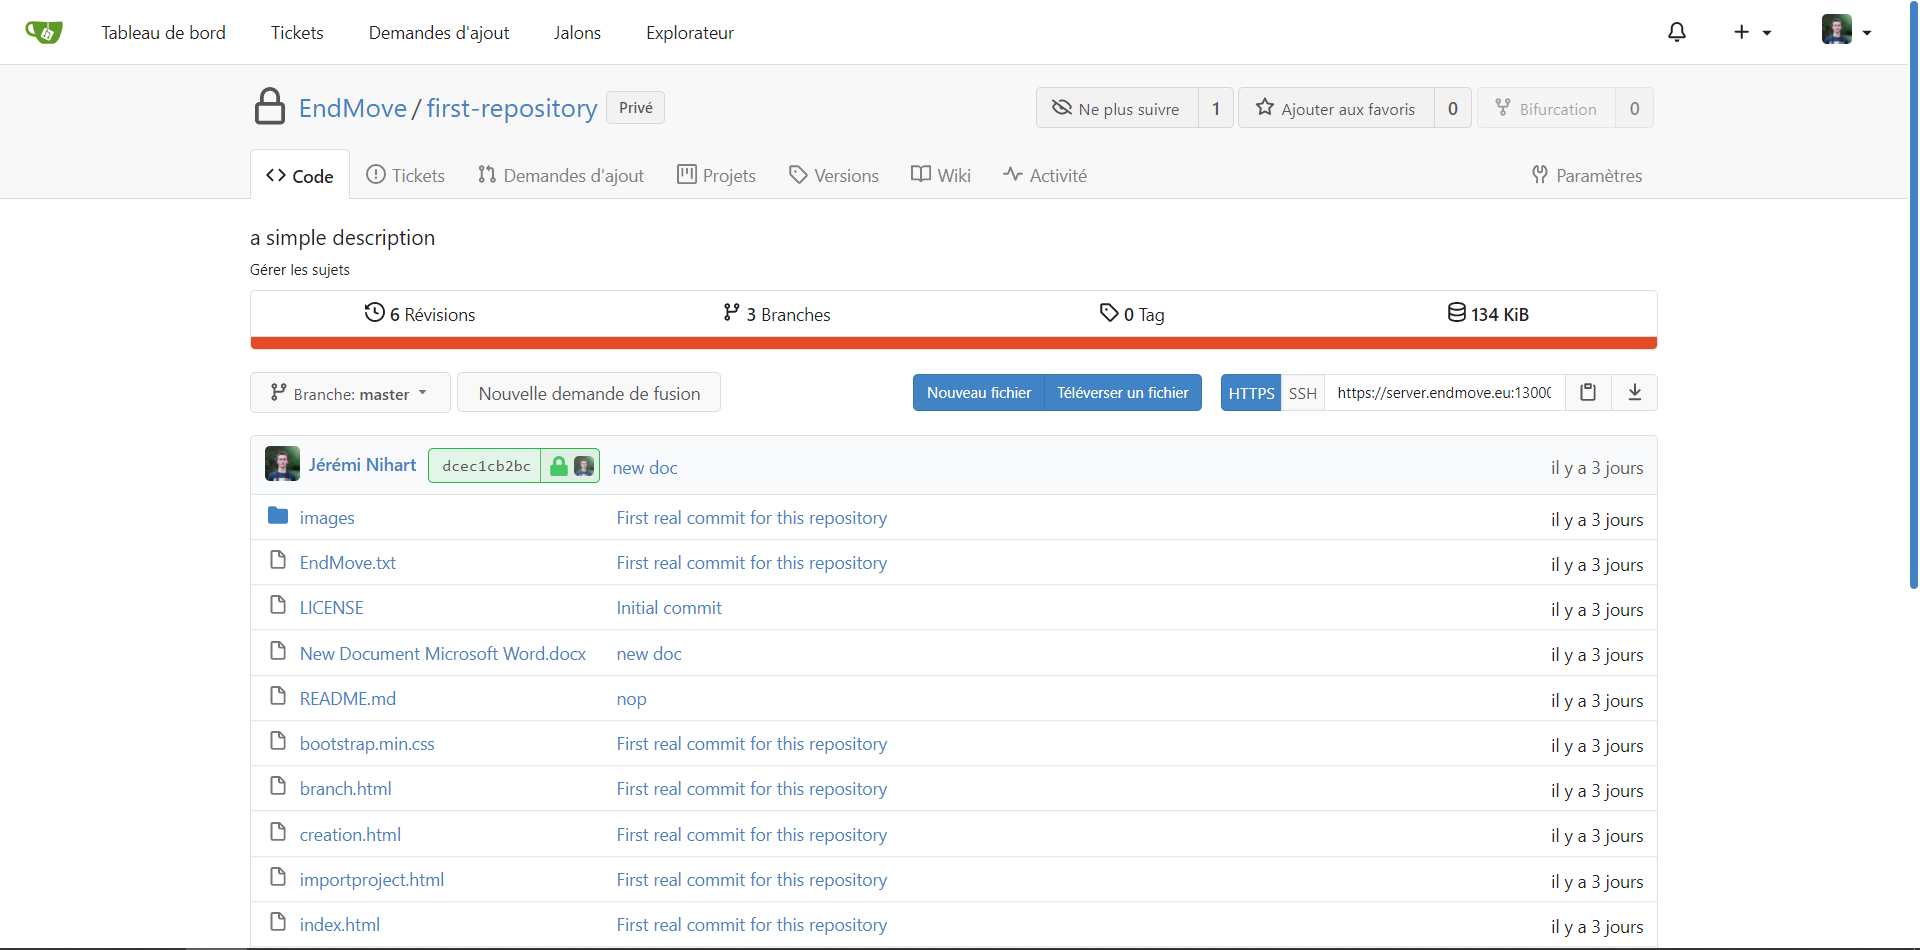 Tableau de bord Tickets Demandes d'ajout Jalons Explorateur
EndMove / first-repository Privé Ne plus suivre 1 Ajouter aux favoris 0 Bifurcation 0
Code Tickets Demandes d'ajout Projets Versions Wiki Activité Paramètres
a simple description
Gérer les sujets
6 Révisions 3 Branches 0 Tag 134 KiB
Branche: master Nouvelle demande de fusion Nouveau fichier Téléverser un fichier HTTPS SSH https://server.endmove.eu:13000
Jérémi Nihart dcec1cb2bc new doc il y a 3 jours
images First real commit for this repository il y a 3 jours
EndMove.txt First real commit for this repository il y a 3 jours
LICENSE Initial commit il y a 3 jours
New Document Microsoft Word.docx new doc il y a 3 jours
README.md nop il y a 3 jours
bootstrap.min.css First real commit for this repository il y a 3 jours
branch.html First real commit for this repository il y a 3 jours
creation.html First real commit for this repository il y a 3 jours
importproject.html First real commit for this repository il y a 3 jours
index.html First real commit for this repository il y a 3 jours